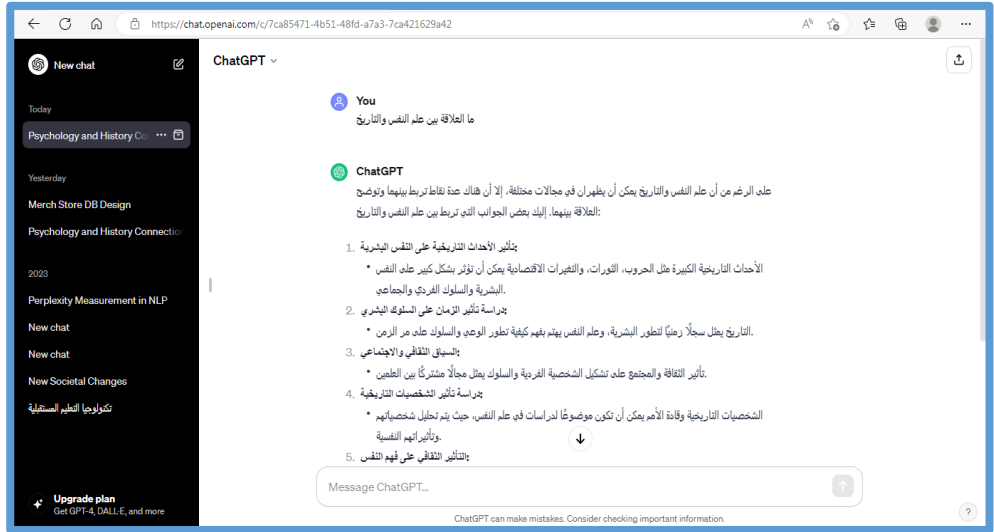 https://chat.openai.com/c/7ca85471-4b51-48fd-a7a3-7ca421629a42
New chat
Today
Psychology and History Co
Yesterday
Merch Store DB Design
Psychology and History Connection
2023
Perplexity Measurement in NLP
New chat
New chat
New Societal Changes
تكنولوجيا التعليم المستقبلية
Upgrade plan
Get GPT-4, DALL·E, and more
ChatGPT
You
ما العلاقة بين علم النفس والتاريخ
ChatGPT
على الرغم من أن علم النفس والتاريخ يمكن أن يظهران في مجالات مختلفة، إلا أن هناك عدة نقاط تربط بينهما وتوضح
العلاقة بينهما. إليك بعض الجوانب التي تربط بين علم النفس والتاريخ:
1. تأثير الأحداث التاريخية على النفس البشرية:
• الأحداث التاريخية الكبيرة مثل الحروب، الثورات، والتغيرات الاقتصادية يمكن أن تؤثر بشكل كبير على النفس
البشرية والسلوك الفردي والجماعي.
2. دراسة تأثير الزمان على السلوك البشري:
• التاريخ يمثل سجلًا زمنيًا لتطور البشرية، وعلم النفس يهتم بفهم كيفية تطور الوعي والسلوك على مر الزمن.
3. السياق الثقافي والاجتماعي:
• تأثير الثقافة والمجتمع على تشكيل الشخصية الفردية والسلوك يمثل مجالًا مشتركًا بين العلمين.
4. دراسة تأثير الشخصيات التاريخية:
• الشخصيات التاريخية وقادة الأمم يمكن أن تكون موضوعًا لدراسات في علم النفس، حيث يتم تحليل شخصياتهم
وتأثيراتهم النفسية.
5. التأثير الثقافي على فهم النفس:
Message ChatGPT...
ChatGPT can make mistakes. Consider checking important information.
?